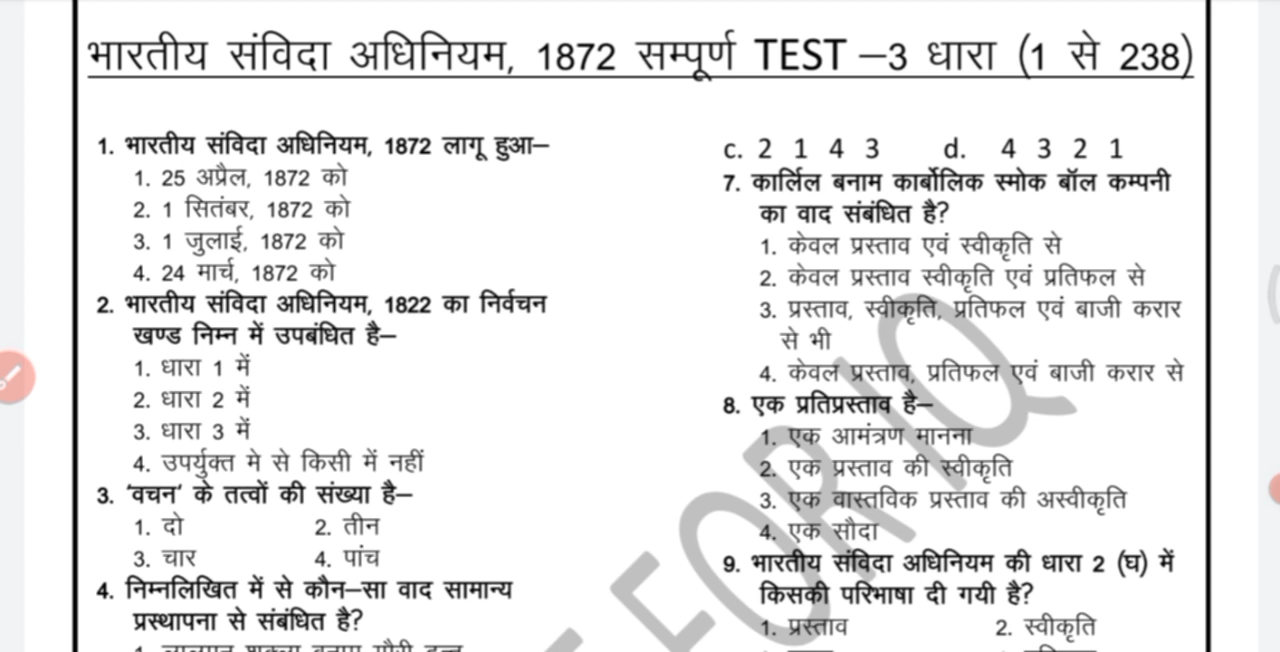 भारतीय संविदा अधिनियम, 1872 सम्पूर्ण TEST –3 धारा (1 से 238)
1. भारतीय संविदा अधिनियम, 1872 लागू हुआ–
1. 25 अप्रैल, 1872 को
2. 1 सितंबर, 1872 को
3. 1 जुलाई, 1872 को
4. 24 मार्च, 1872 को
2. भारतीय संविदा अधिनियम, 1822 का निर्वचन
खण्ड निम्न में उपबंधित है–
1. धारा 1 में
2. धारा 2 में
3. धारा 3 में
4. उपर्युक्त मे से किसी में नहीं
3. ‘वचन’ के तत्वों की संख्या है–
1. दो 2. तीन
3. चार 4. पांच
4. निम्नलिखित में से कौन–सा वाद सामान्य
प्रस्थापना से संबंधित है?
c. 2 1 4 3 d. 4 3 2 1
7. कार्लिल बनाम कार्बोलिक स्मोक बॉल कम्पनी
का वाद संबंधित है?
1. केवल प्रस्ताव एवं स्वीकृति से
2. केवल प्रस्ताव स्वीकृति एवं प्रतिफल से
3. प्रस्ताव, स्वीकृति, प्रतिफल एवं बाजी करार
से भी
4. केवल प्रस्ताव, प्रतिफल एवं बाजी करार से
8. एक प्रतिप्रस्ताव है–
1. एक आमंत्रण मानना
2. एक प्रस्ताव की स्वीकृति
3. एक वास्तविक प्रस्ताव की अस्वीकृति
4. एक सौदा
9. भारतीय संविदा अधिनियम की धारा 2 (घ) में
किसकी परिभाषा दी गयी है?
1. प्रस्ताव 2. स्वीकृति
FOR IQ